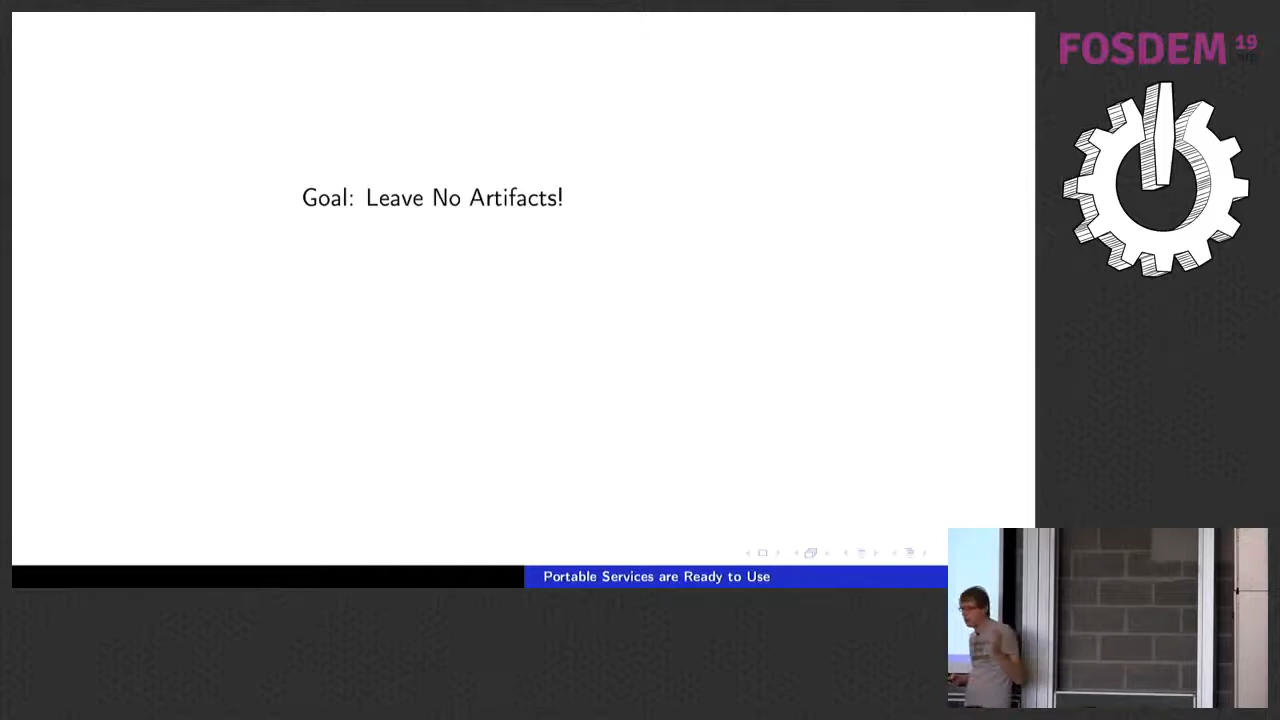 FOSDEM 19
Goal: Leave No Artifacts!
Portable Services are Ready to Use